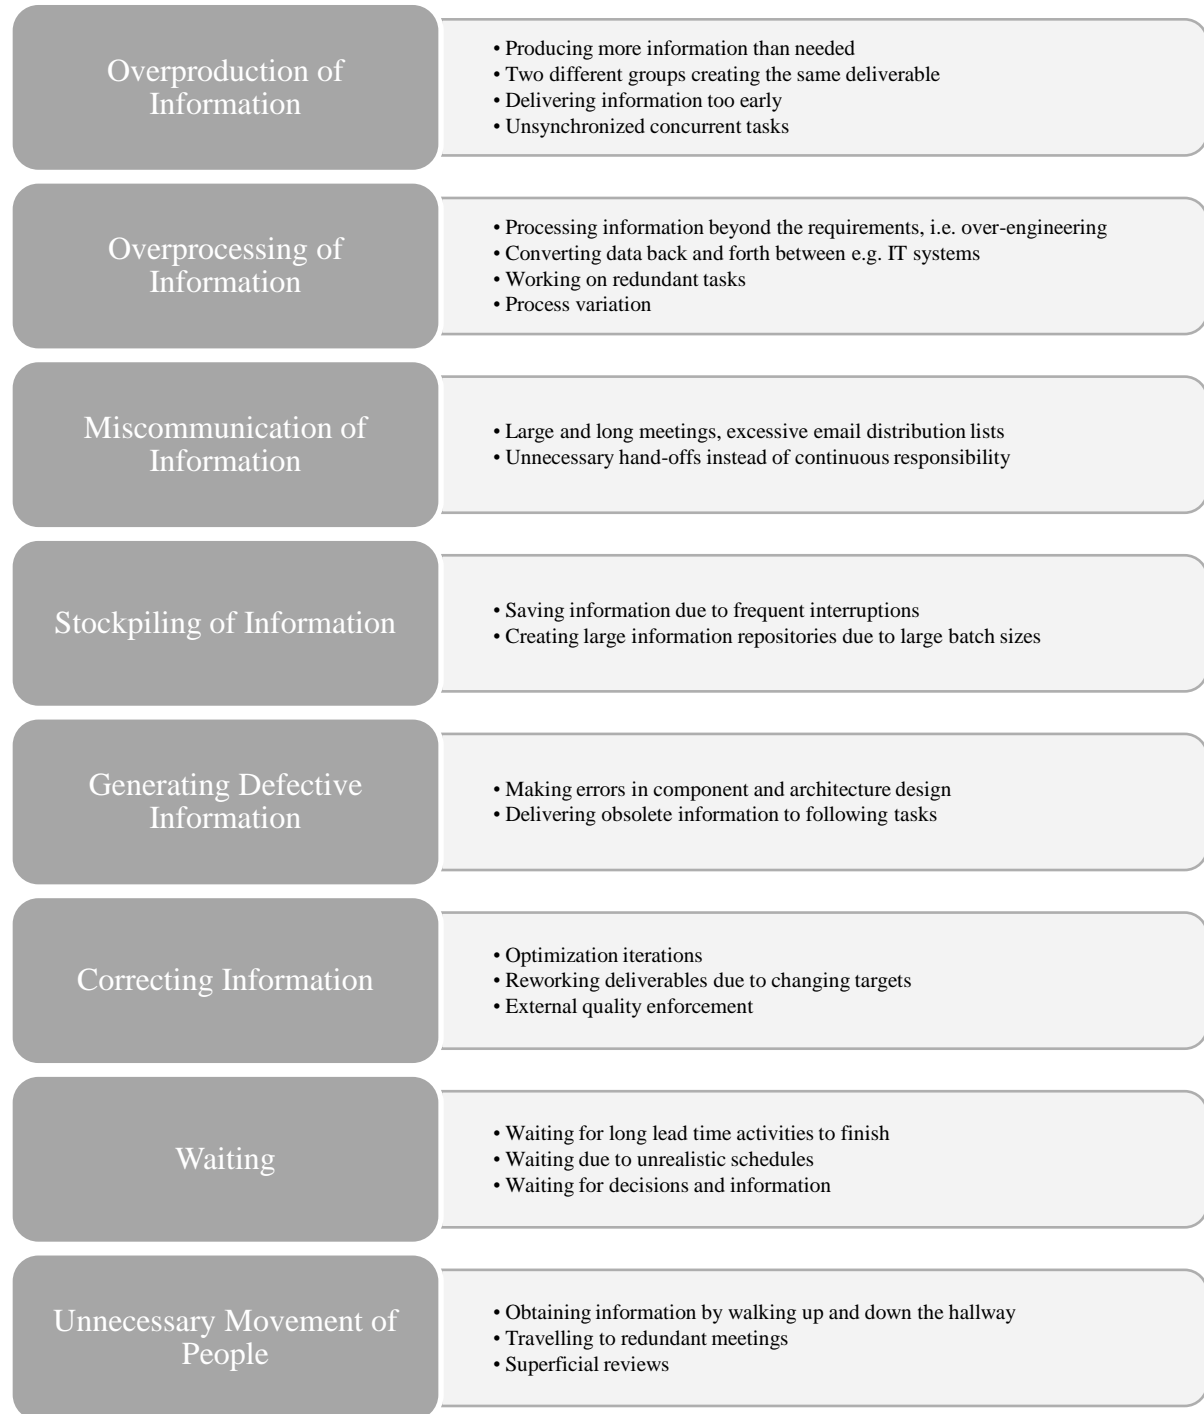 Overproduction of
Information
• Producing more information than needed
• Two different groups creating the same deliverable
• Delivering information too early
• Unsynchronized concurrent tasks
Overprocessing of
Information
• Processing information beyond the requirements, i.e. over-engineering
• Converting data back and forth between e.g. IT systems
• Working on redundant tasks
• Process variation
Miscommunication of
Information
• Large and long meetings, excessive email distribution lists
• Unnecessary hand-offs instead of continuous responsibility
Stockpiling of Information
• Saving information due to frequent interruptions
• Creating large information repositories due to large batch sizes
Generating Defective
Information
• Making errors in component and architecture design
• Delivering obsolete information to following tasks
Correcting Information
• Optimization iterations
• Reworking deliverables due to changing targets
• External quality enforcement
Waiting
• Waiting for long lead time activities to finish
• Waiting due to unrealistic schedules
• Waiting for decisions and information
Unnecessary Movement of
People
• Obtaining information by walking up and down the hallway
• Travelling to redundant meetings
• Superficial reviews